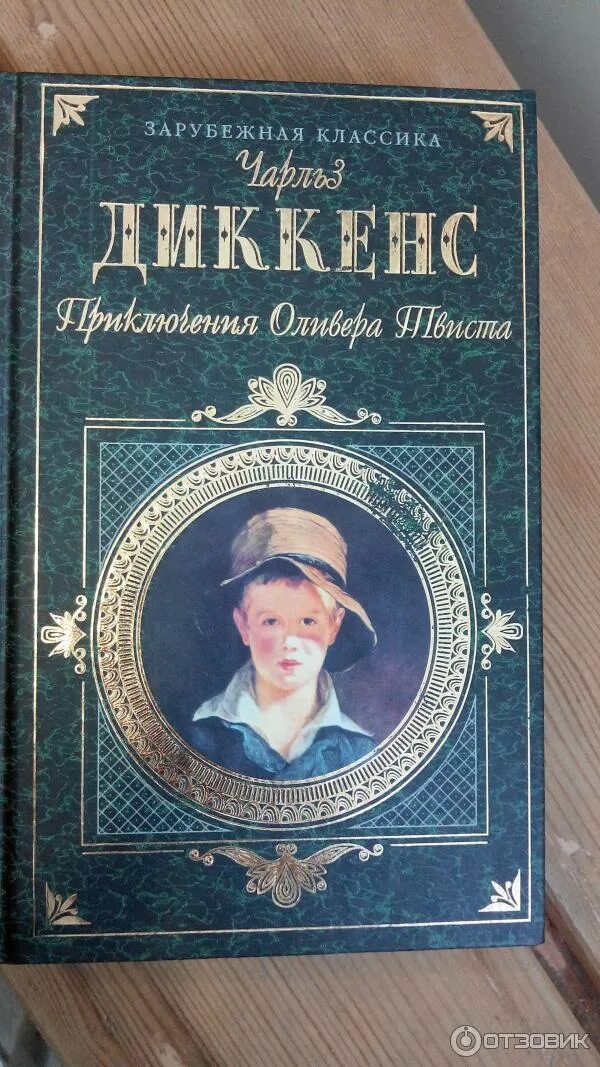 ЗАРУБЕЖНАЯ КЛАССИКА
Чарльз
ДИККЕНС
Приключения Оливера Твиста
ОТЗОВИК